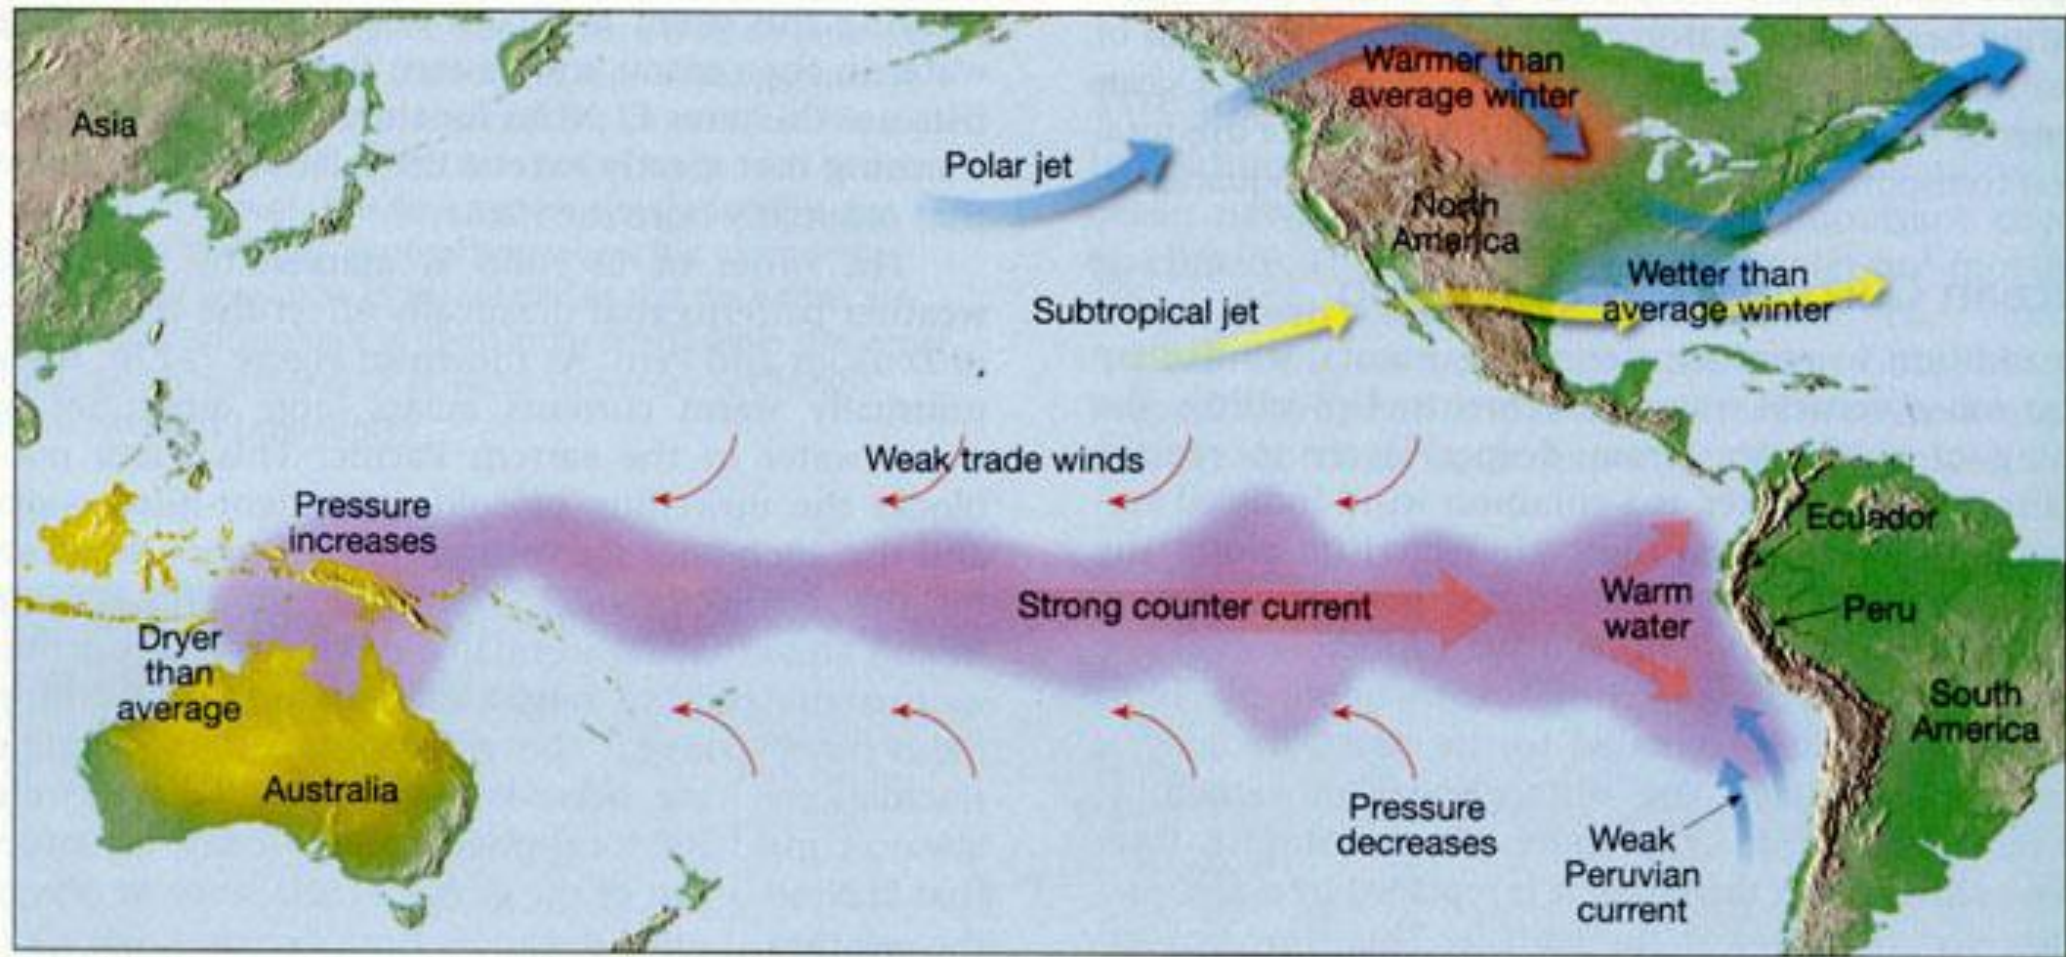 Asia
Polar jet
Warmer than
average winter
North
America
Subtropical jet
Wetter than
average winter
Weak trade winds
Pressure
increases
Ecuador
Strong counter current
Warm
water
Peru
Dryer
than
average
South
America
Australia
Pressure
decreases
Weak
Peruvian
current